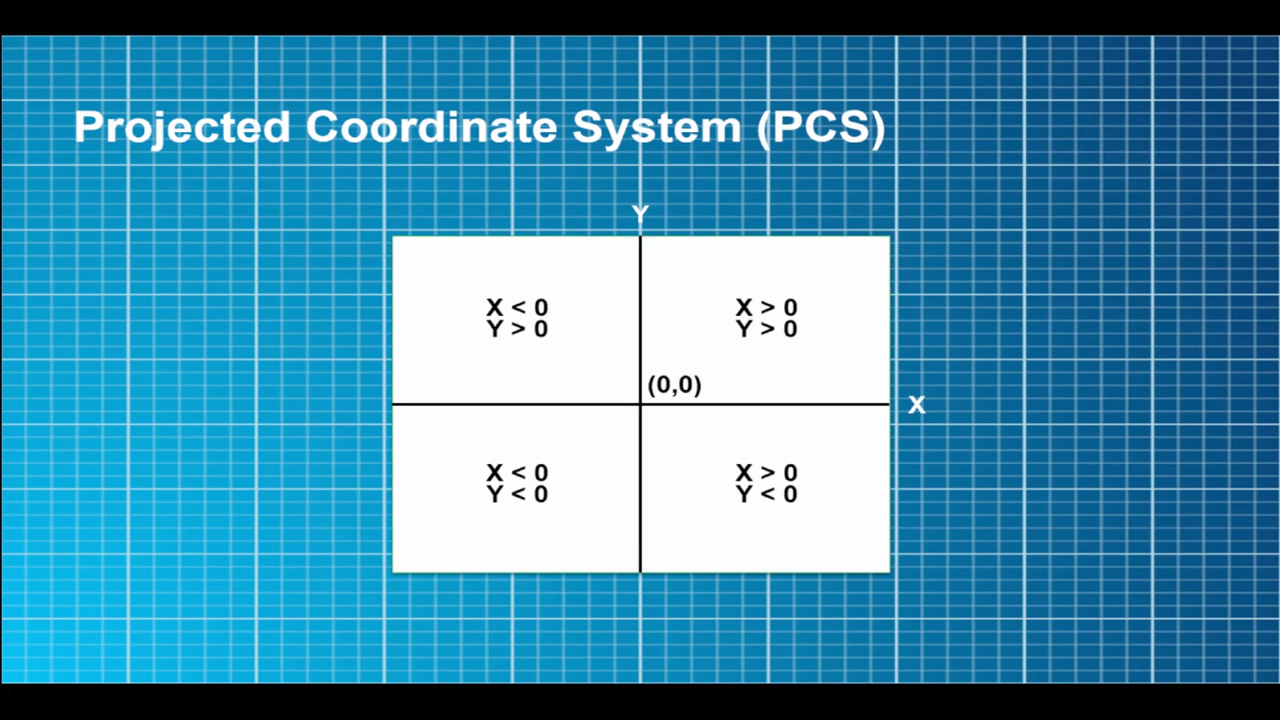 Projected Coordinate System (PCS)
Y
X < 0
Y > 0
X > 0
Y > 0
(0,0)
X
X < 0
Y < 0
X > 0
Y < 0